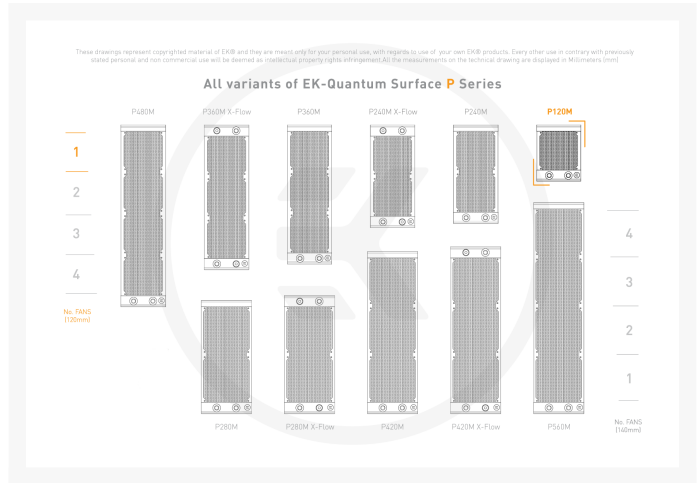 These drawings represent copyrighted material of EK® and they are meant only for your personal use, with regards to use of your own EK® products. Every other use in contrary with previously
stated personal and non commercial use will be deemed as intellectual property rights infringement.All the measurements on the technical drawing are displayed in Millimeters (mm)
All variants of EK-Quantum Surface P Series
P480M P360M X-Flow P360M P240M X-Flow P240M P120M
1
2
3
4
No. FANS
(120mm)
4
3
2
1
No. FANS
(140mm)
P280M P280M X-Flow P420M P420M X-Flow P560M